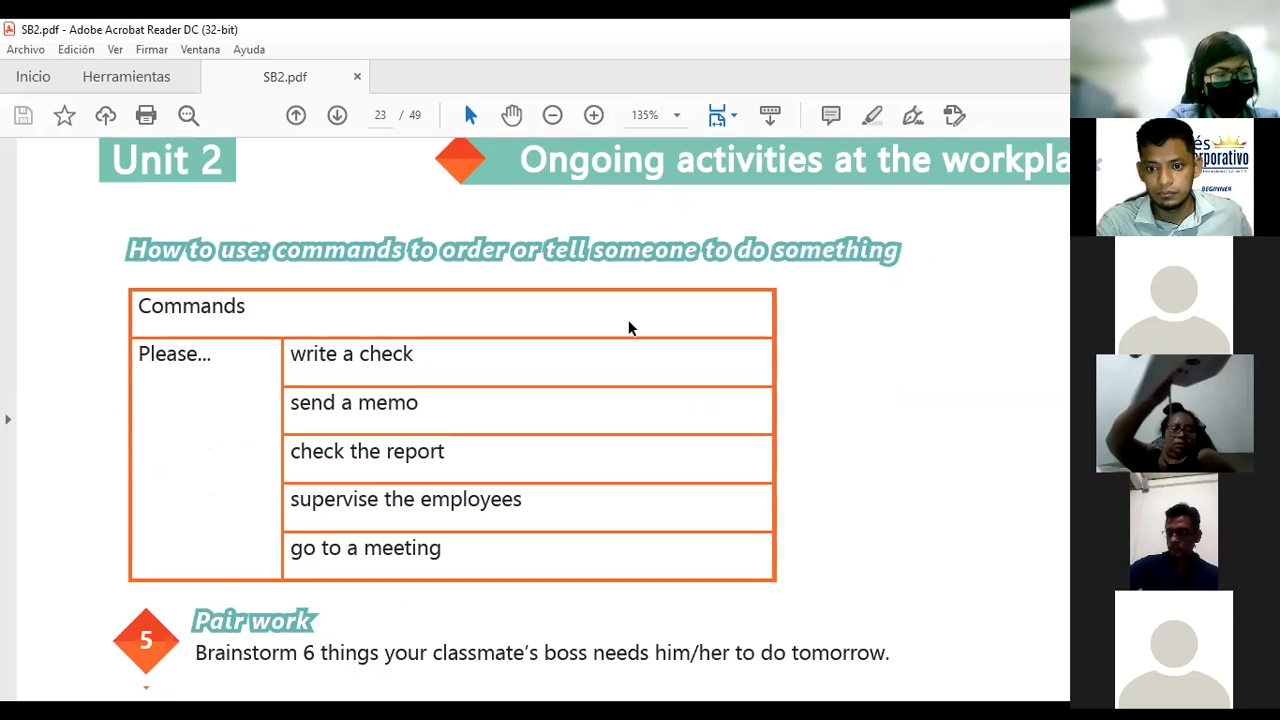 SB2.pdf - Adobe Acrobat Reader DC (32-bit)
Archivo Edición Ver Firmar Ventana Ayuda
Inicio Herramientas SB2.pdf ×
23 / 49 135%
Unit 2
Ongoing activities at the workpla
How to use: commands to order or tell someone to do something
Commands
Please... write a check
send a memo
check the report
supervise the employees
go to a meeting
5 Pair work
Brainstorm 6 things your classmate's boss needs him/her to do tomorrow.
és
rporativo
BEGINNER